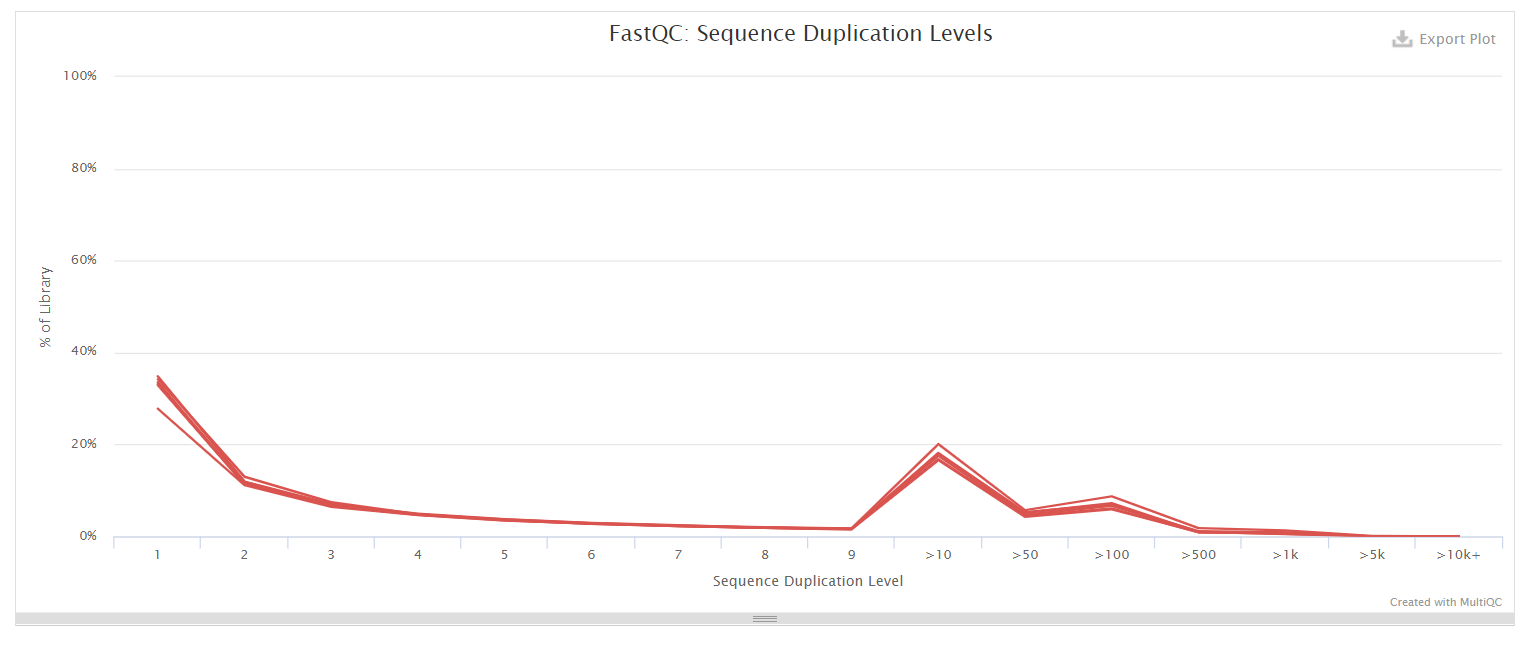 FastQC: Sequence Duplication Levels
Export Plot
100%
80%
60%
40%
20%
0%
% of Library
1 2 3 4 5 6 7 8 9 >10 >50 >100 >500 >1k >5k >10k+
Sequence Duplication Level
Created with MultiQC